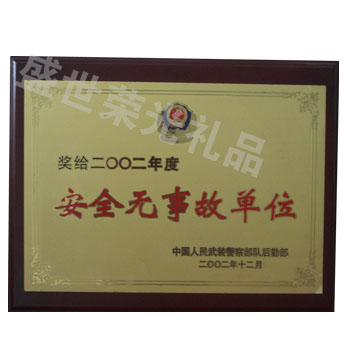 盛世荣光礼品
奖给二〇〇二年度
安全无事故单位
中国人民武装警察部队后勤部
二〇〇二年十二月